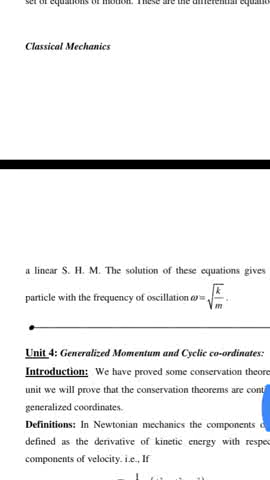 set of equations of motion. These are the differential equatio
Classical Mechanics
a linear S. H. M. The solution of these equations gives
particle with the frequency of oscillation ω = √(k/m) .
Unit 4: Generalized Momentum and Cyclic co-ordinates:
Introduction: We have proved some conservation theore
unit we will prove that the conservation theorems are cont
generalized coordinates.
Definitions: In Newtonian mechanics the components o
defined as the derivative of kinetic energy with respec
components of velocity. i.e., If